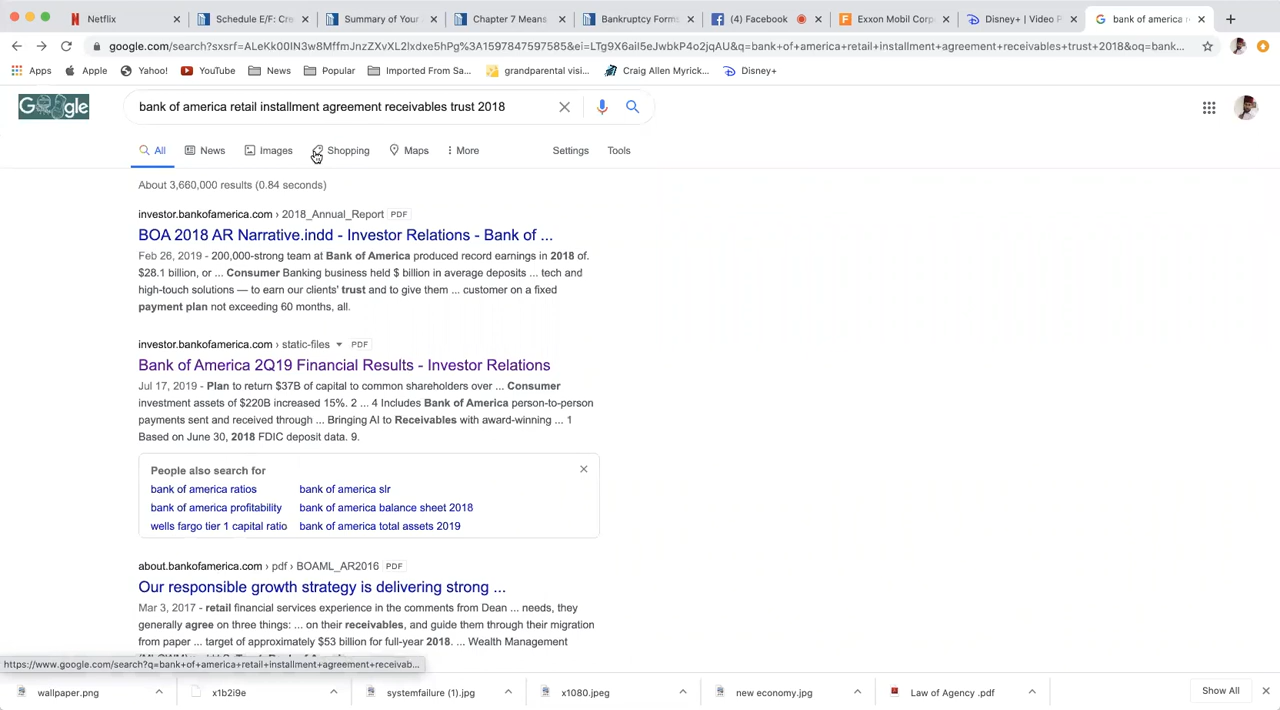 Netflix
Schedule E/F: Cre
Summary of Your
Chapter 7 Means
Bankruptcy Forms
(4) Facebook
Exxon Mobil Corp
Disney+ | Video P
bank of america r
google.com/search?sxsrf=ALeKk00IN3w8MffmJnzZXvXL2lxdxe5hPg%3A1597847597585&ei=LTg9X6aiI5eJwbkP4o2jqAU&q=bank+of+america+retail+installment+agreement+receivables+trust+2018&oq=bank...
Apps Apple Yahoo! YouTube News Popular Imported From Sa... grandparental visi... Craig Allen Myrick... Disney+
Google
bank of america retail installment agreement receivables trust 2018
All News Images Shopping Maps More Settings Tools
About 3,660,000 results (0.84 seconds)
investor.bankofamerica.com › 2018_Annual_Report PDF
BOA 2018 AR Narrative.indd - Investor Relations - Bank of ...
Feb 26, 2019 - 200,000-strong team at Bank of America produced record earnings in 2018 of.
$28.1 billion, or ... Consumer Banking business held $ billion in average deposits ... tech and
high-touch solutions — to earn our clients' trust and to give them ... customer on a fixed
payment plan not exceeding 60 months, all.
investor.bankofamerica.com › static-files PDF
Bank of America 2Q19 Financial Results - Investor Relations
Jul 17, 2019 - Plan to return $37B of capital to common shareholders over ... Consumer
investment assets of $220B increased 15%. 2 ... 4 Includes Bank of America person-to-person
payments sent and received through ... Bringing AI to Receivables with award-winning ... 1
Based on June 30, 2018 FDIC deposit data. 9.
People also search for
bank of america ratios bank of america slr
bank of america profitability bank of america balance sheet 2018
wells fargo tier 1 capital ratio bank of america total assets 2019
about.bankofamerica.com › pdf › BOAML_AR2016 PDF
Our responsible growth strategy is delivering strong ...
Mar 3, 2017 - retail financial services experience in the comments from Dean ... needs, they
generally agree on three things: ... on their receivables, and guide them through their migration
from paper ... target of approximately $53 billion for full-year 2018. ... Wealth Management
https://www.google.com/search?q=bank+of+america+retail+installment+agreement+receivab...
wallpaper.png
x1b2i9e
systemfailure (1).jpg
x1080.jpeg
new economy.jpg
Law of Agency .pdf
Show All